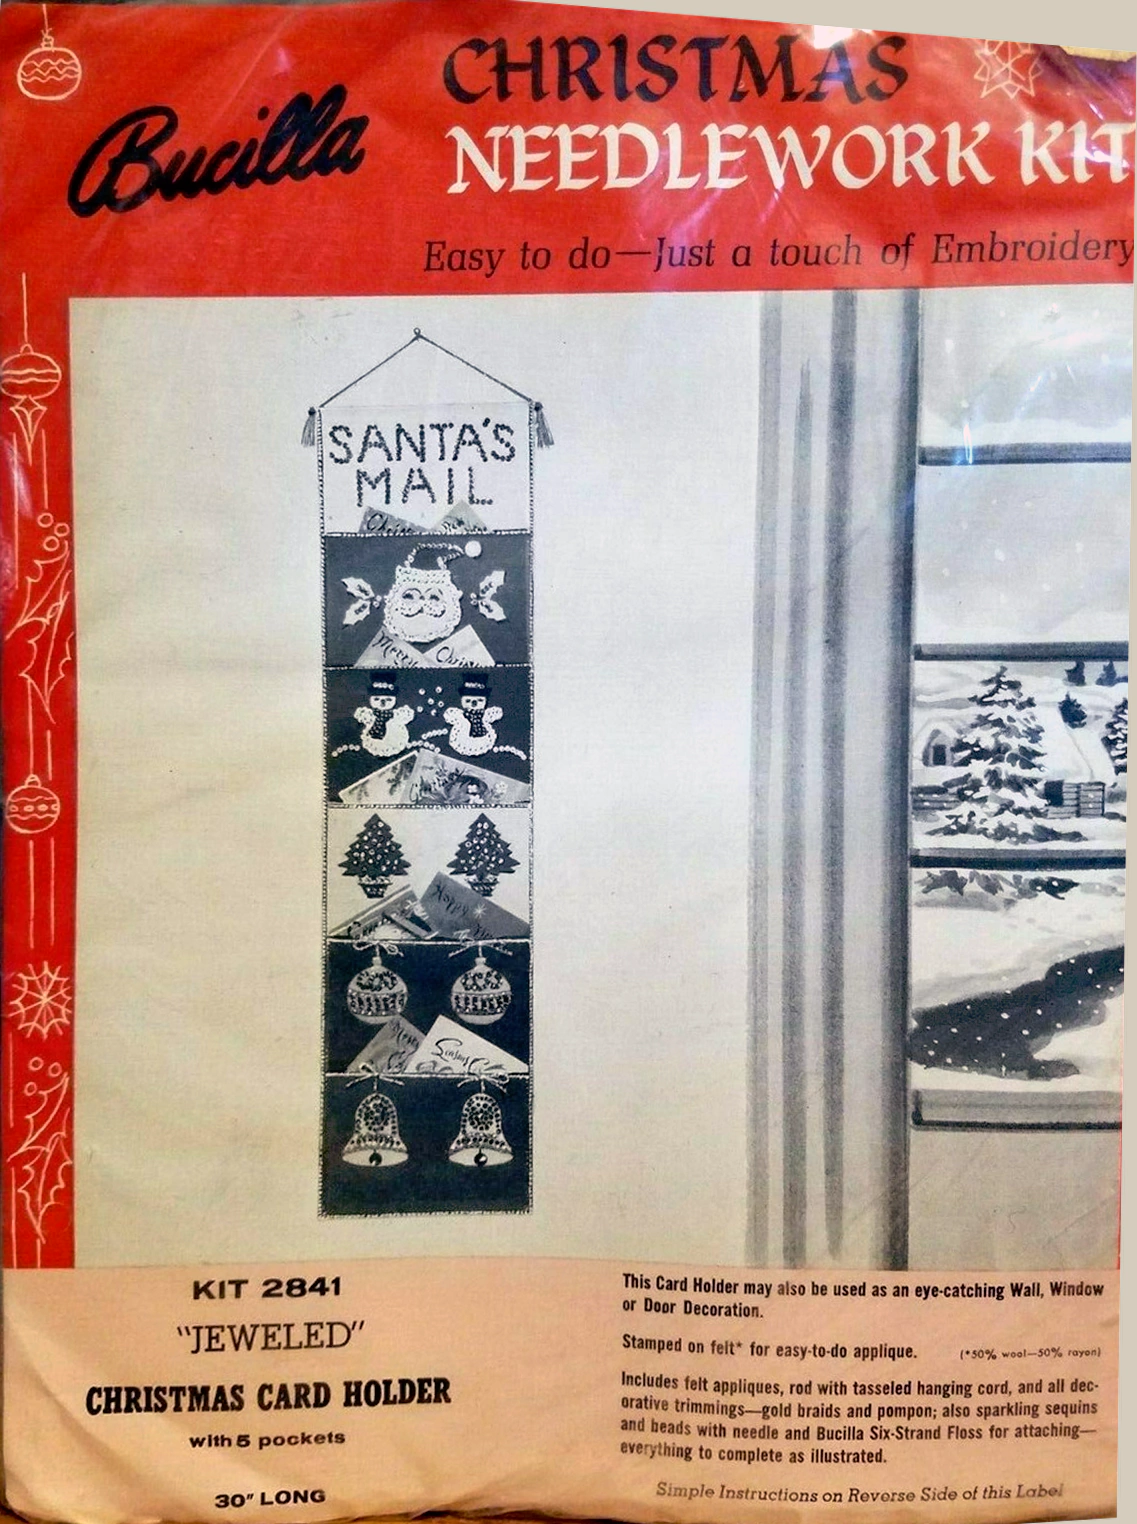 Bucilla
CHRISTMAS
NEEDLEWORK KIT
Easy to do—Just a touch of Embroidery
SANTA'S
MAIL
Merry
KIT 2841
"JEWELED"
CHRISTMAS CARD HOLDER
with 5 pockets
30" LONG
This Card Holder may also be used as an eye-catching Wall, Window
or Door Decoration.
Stamped on felt* for easy-to-do applique. (*50% wool—50% rayon)
Includes felt appliques, rod with tasseled hanging cord, and all dec-
orative trimmings—gold braids and pompon; also sparkling sequins
and beads with needle and Bucilla Six-Strand Floss for attaching—
everything to complete as illustrated.
Simple Instructions on Reverse Side of this Label